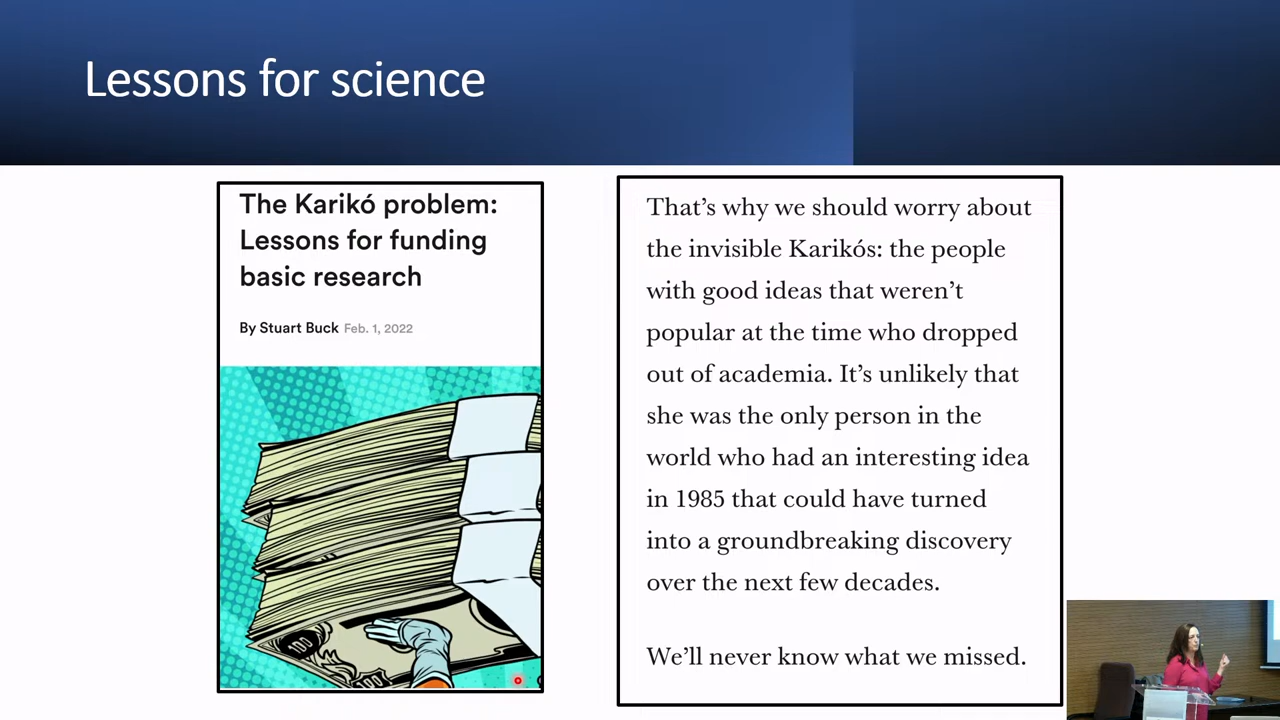 Lessons for science
The Karikó problem:
Lessons for funding
basic research
By Stuart Buck Feb. 1, 2022
100
100
That’s why we should worry about
the invisible Karikós: the people
with good ideas that weren’t
popular at the time who dropped
out of academia. It’s unlikely that
she was the only person in the
world who had an interesting idea
in 1985 that could have turned
into a groundbreaking discovery
over the next few decades.
We’ll never know what we missed.